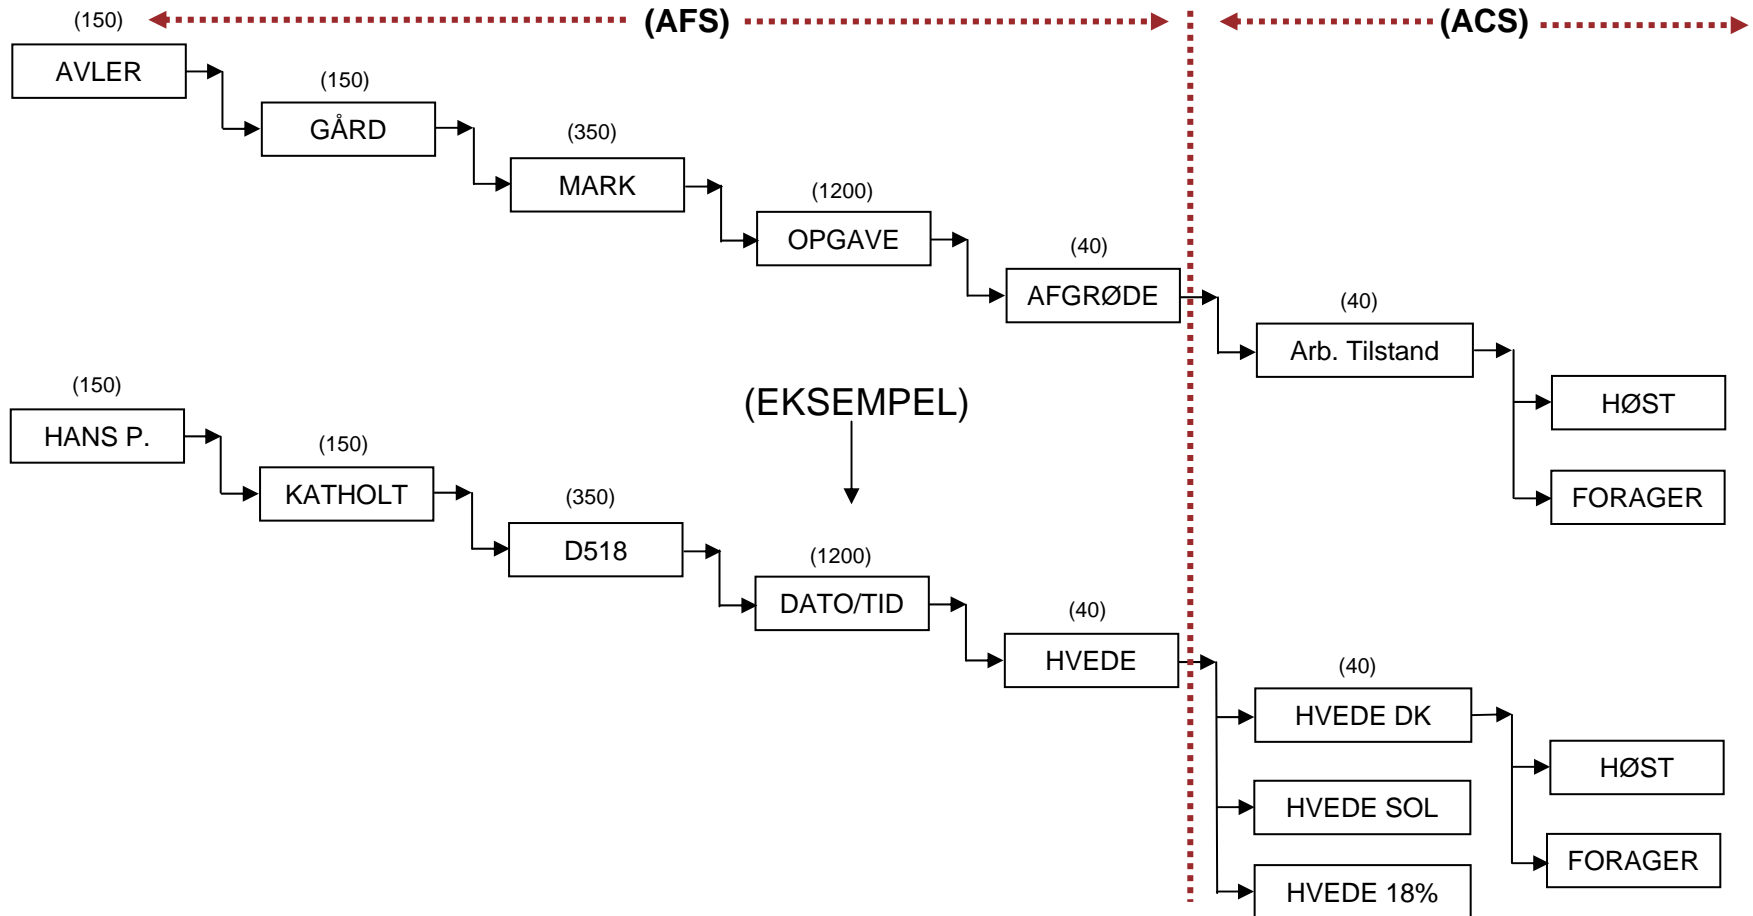 (AFS)
(ACS)
(150)
AVLER
(150)
GÅRD
(350)
MARK
(1200)
OPGAVE
(40)
AFGRØDE
(40)
Arb. Tilstand
HØST
FORAGER
(EKSEMPEL)
(150)
HANS P.
(150)
KATHOLT
(350)
D518
(1200)
DATO/TID
(40)
HVEDE
(40)
HVEDE DK
HØST
HVEDE SOL
FORAGER
HVEDE 18%